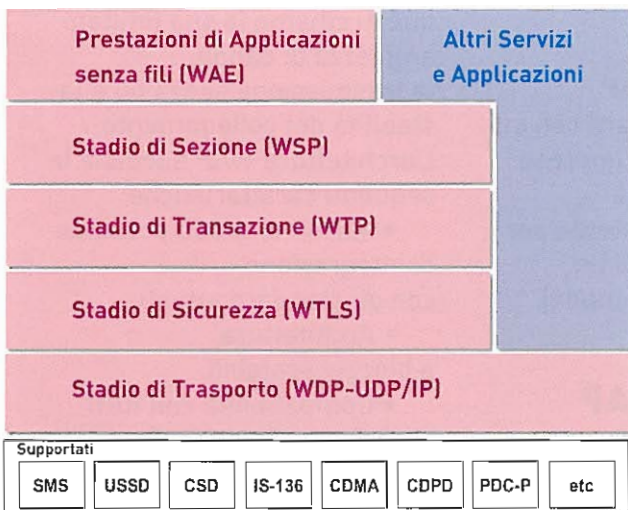 Prestazioni di Applicazioni
senza fili (WAE)
Altri Servizi
e Applicazioni
Stadio di Sezione (WSP)
Stadio di Transazione (WTP)
Stadio di Sicurezza (WTLS)
Stadio di Trasporto (WDP-UDP/IP)
Supportati
SMS USSD CSD IS-136 CDMA CDPD PDC-P etc